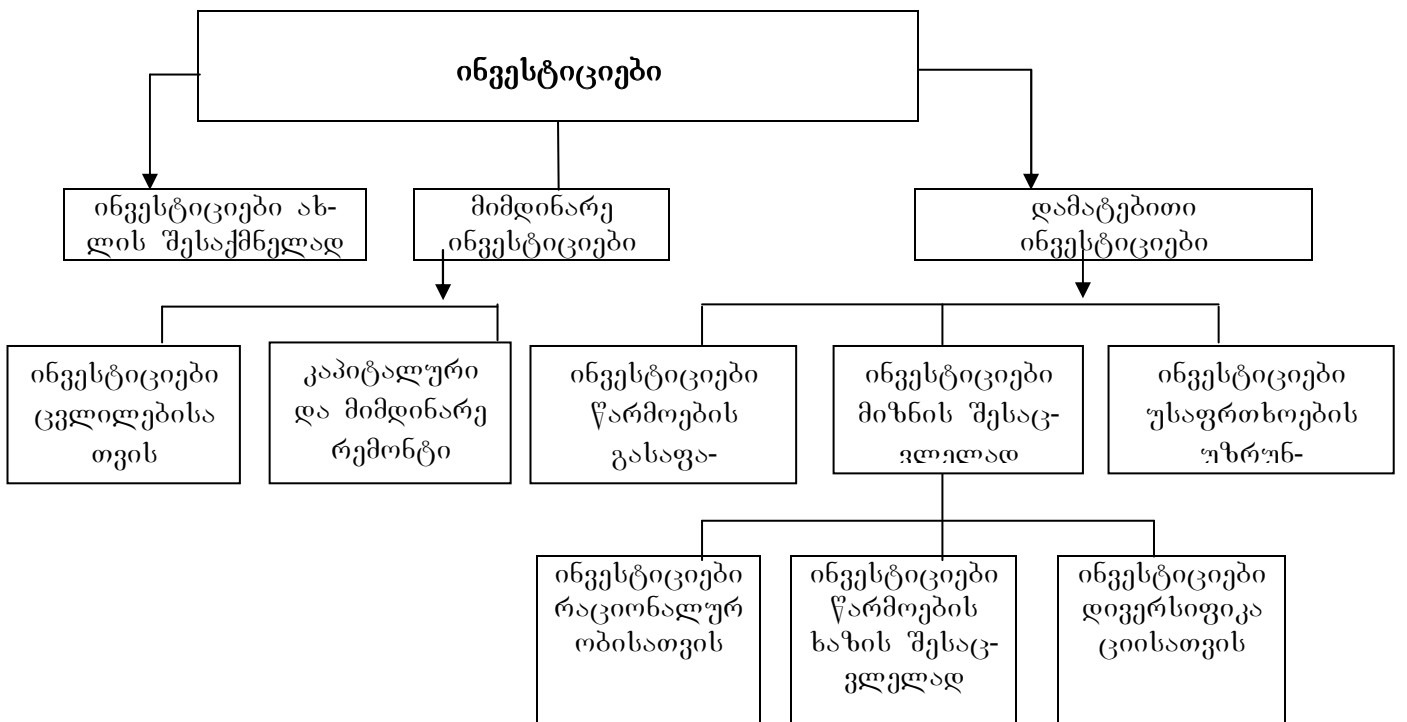 ინვესტიციები
ინვესტიციები ახ-
ლის შესაქმნელად
მიმდინარე
ინვესტიციები
დამატებითი
ინვესტიციები
ინვესტიციები
ცვლილებისა
თვის
კაპიტალური
და მიმდინარე
რემონტი
ინვესტიციები
წარმოების
გასაფა-
ინვესტიციები
მიზნის შესაც-
ვლელად
ინვესტიციები
უსაფრთხოების
უზრუნ-
ინვესტიციები
რაციონალურ
ობისათვის
ინვესტიციები
წარმოების
ხაზის შესაც-
ვლელად
ინვესტიციები
დივერსიფიკა
ციისათვის